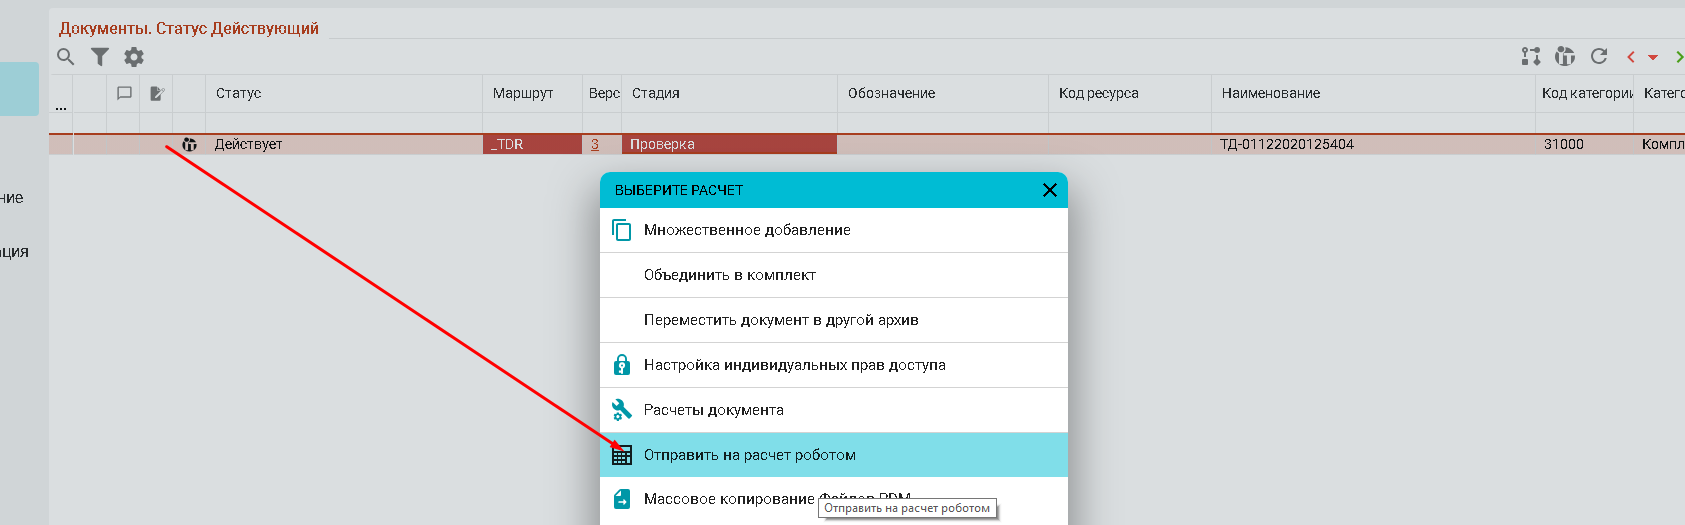 Документы. Статус Действующий
... Статус Маршрут Верс Стадия Обозначение Код ресурса Наименование Код категории Катего
Действует _TDR 3 Проверка ТД-01122020125404 31000 Компл
ние
ация
ВЫБЕРИТЕ РАСЧЕТ
Множественное добавление
Объединить в комплект
Переместить документ в другой архив
Настройка индивидуальных прав доступа
Расчеты документа
Отправить на расчет роботом
Массовое копирование файлов PDM
Отправить на расчет роботом